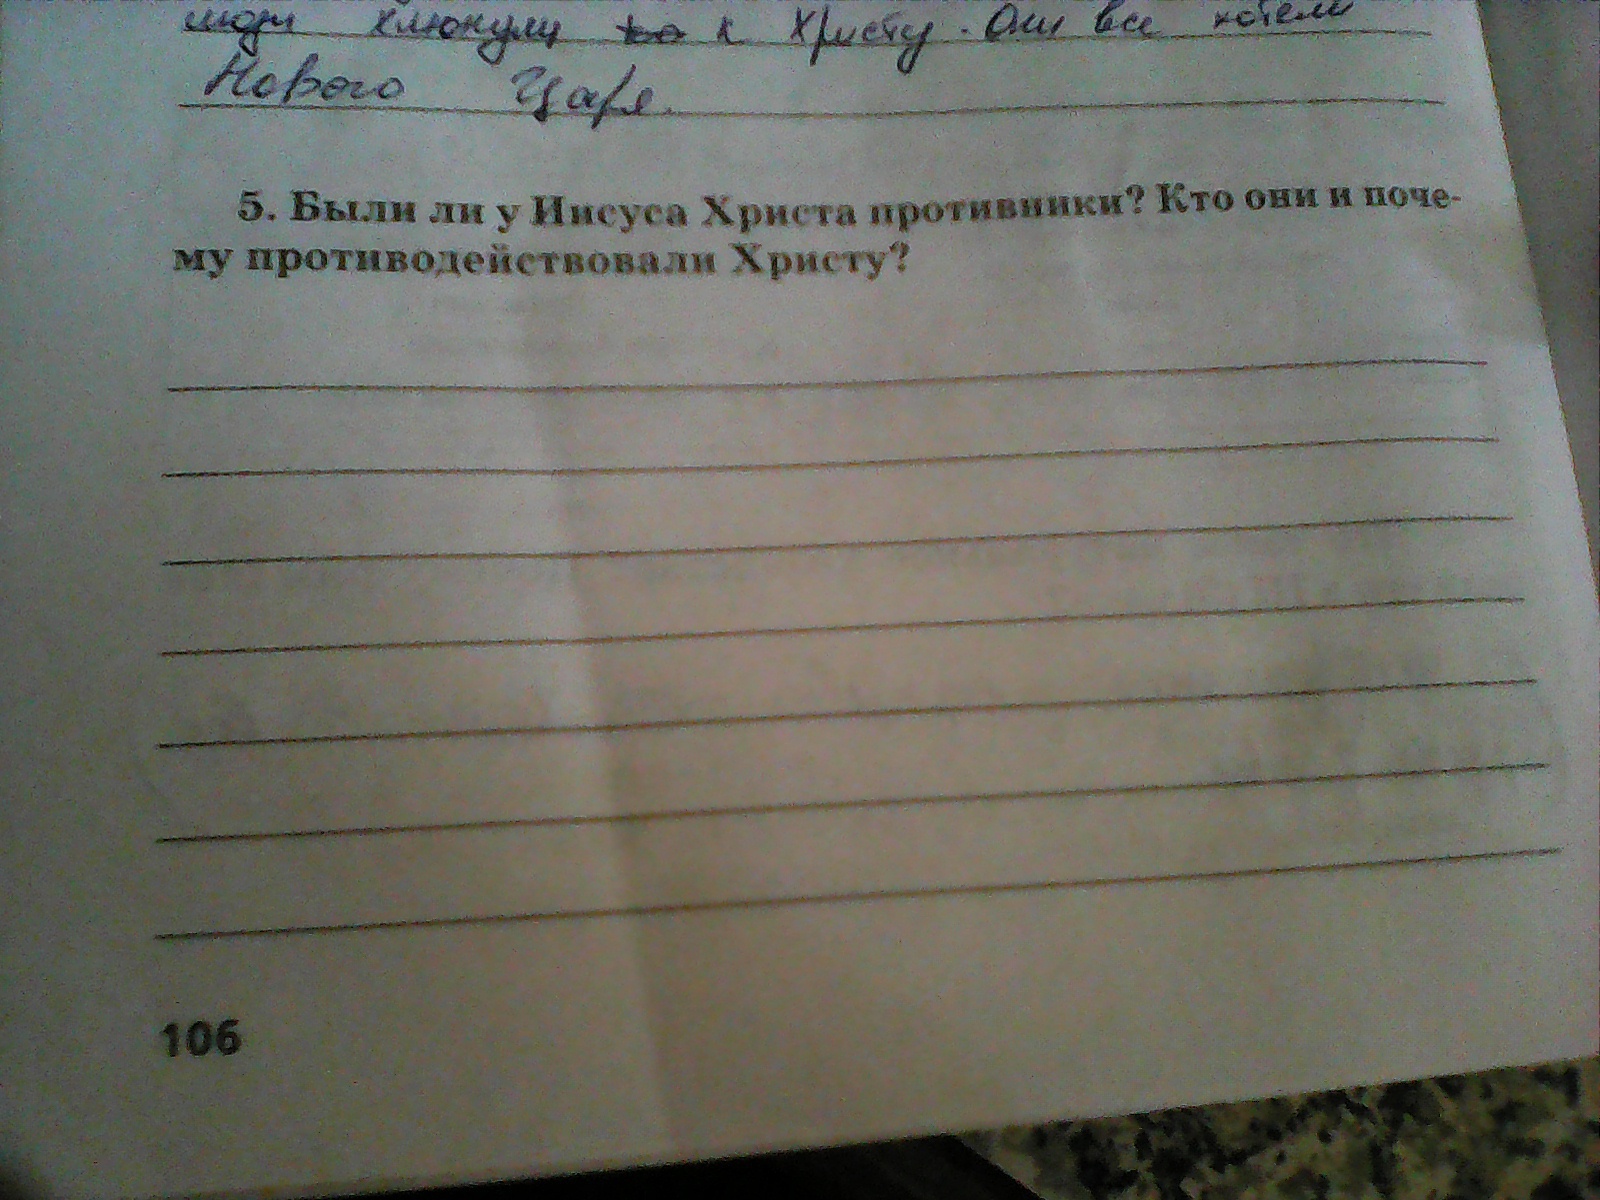 люди хлюнули к Христу. Они все хотели
Нового Царя.
5. Были ли у Иисуса Христа противники? Кто они и поче-
му противодействовали Христу?
106